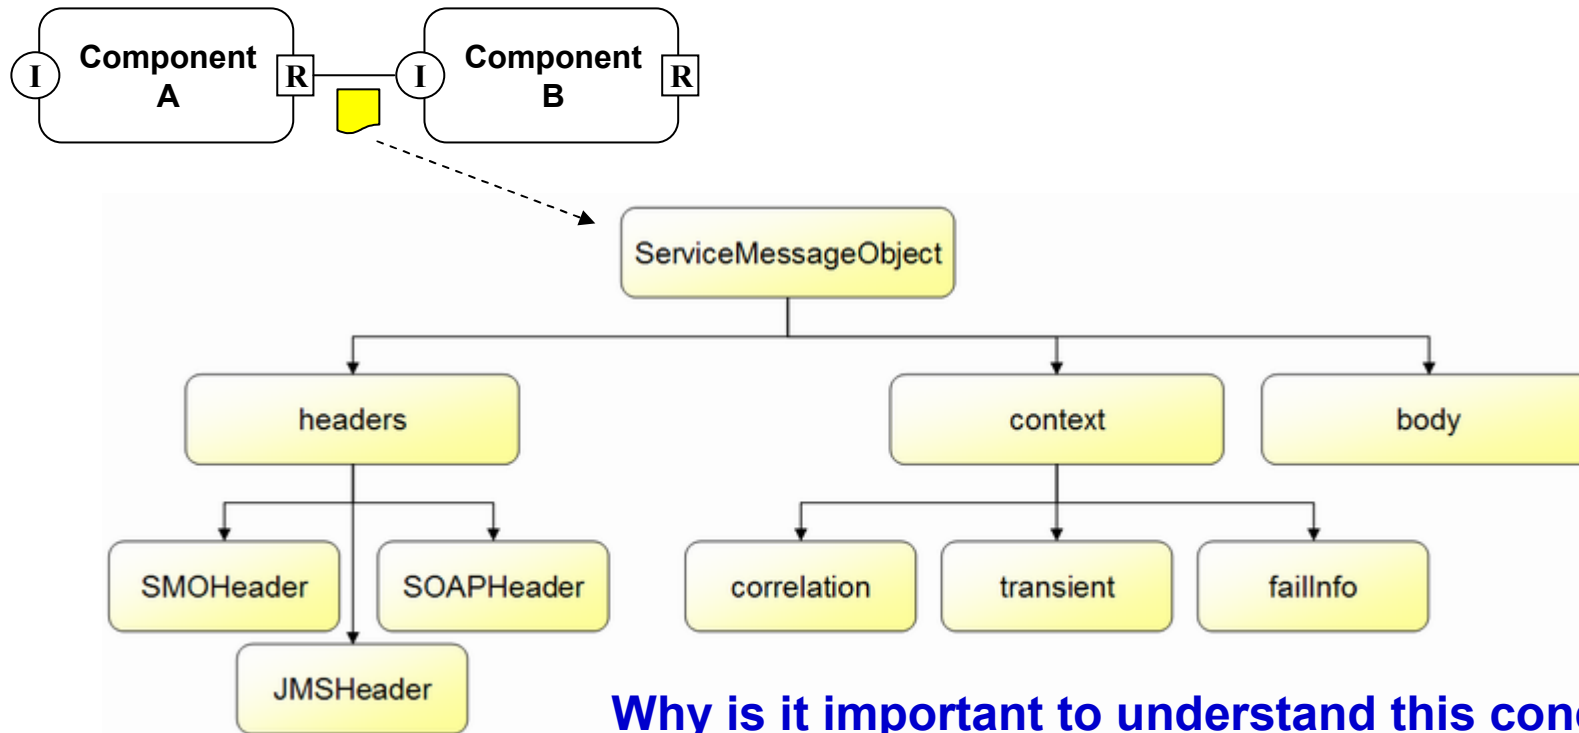 Component
A
I
R
Component
B
I
R
ServiceMessageObject
headers
context
body
SMOHeader
SOAPHeader
JMSHeader
correlation
transient
failInfo
Why is it important to understand this